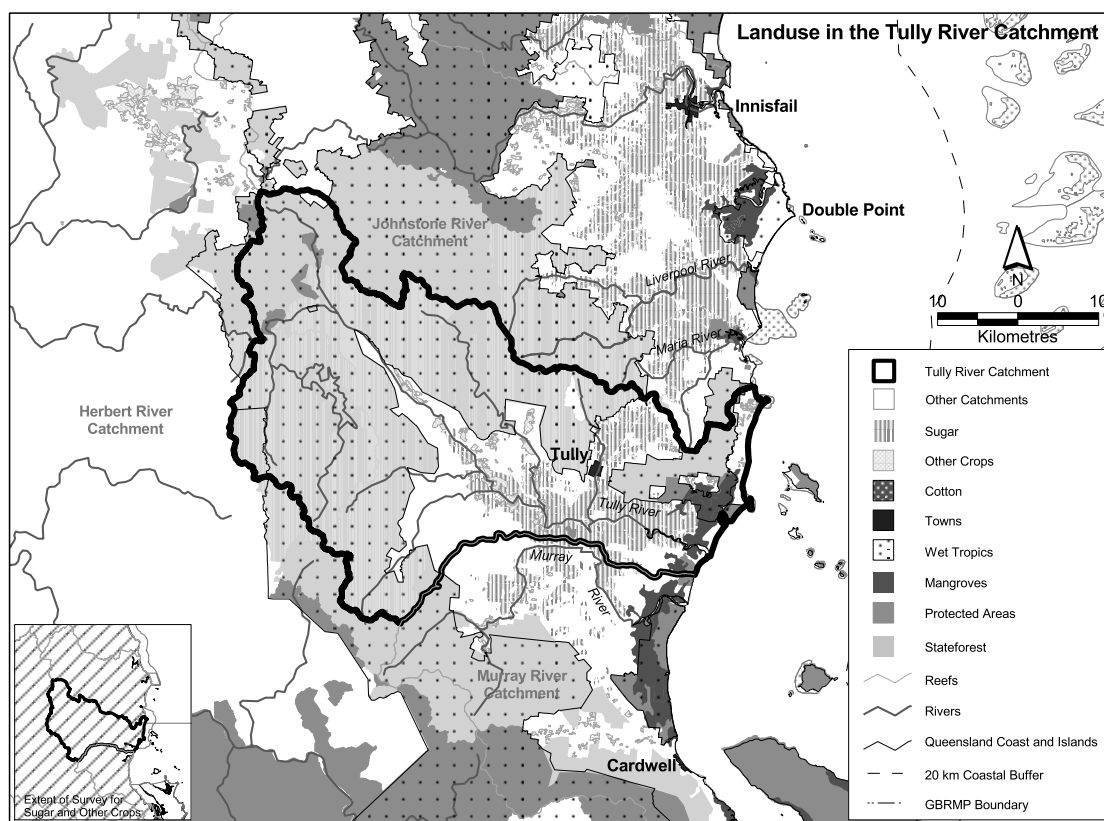 Landuse in the Tully River Catchment
Innisfail
Double Point
Johnstone River
Catchment
Liverpool River
Maria River
N
10 0 10
Kilometres
Herbert River
Catchment
Tully
Tully River
Murray
River
Murray River
Catchment
Cardwell
Tully River Catchment
Other Catchments
Sugar
Other Crops
Cotton
Towns
Wet Tropics
Mangroves
Protected Areas
Stateforest
Reefs
Rivers
Queensland Coast and Islands
20 km Coastal Buffer
GBRMP Boundary
Extent of Survey for
Sugar and Other Crops